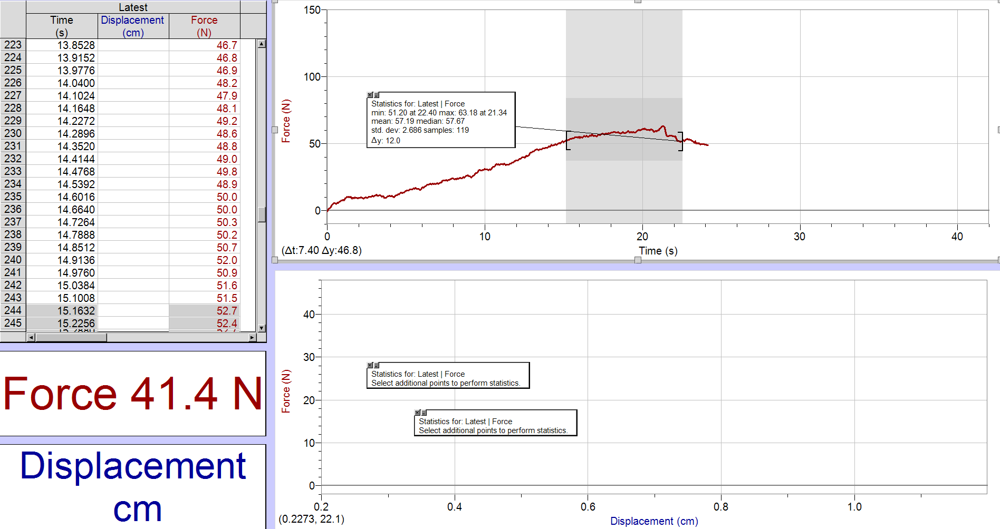 Latest
Time Displacement Force
(s) (cm) (N)
223 13.8528 46.7
224 13.9152 46.8
225 13.9776 46.9
226 14.0400 48.2
227 14.1024 47.9
228 14.1648 48.1
229 14.2272 49.2
230 14.2896 48.6
231 14.3520 48.8
232 14.4144 49.0
233 14.4768 49.8
234 14.5392 48.9
235 14.6016 50.0
236 14.6640 50.0
237 14.7264 50.3
238 14.7888 50.2
239 14.8512 50.7
240 14.9136 52.0
241 14.9760 50.9
242 15.0384 51.6
243 15.1008 51.5
244 15.1632 52.7
245 15.2256 52.4
Force 41.4 N
Displacement
cm
150
100
50
0
Force (N)
Statistics for: Latest | Force
min: 51.20 at 22.40 max: 63.18 at 21.34
mean: 57.19 median: 57.67
std. dev: 2.686 samples: 119
Δy: 12.0
0 10 20 30 40
(Δt:7.40 Δy:46.8)
Time (s)
40
30
20
10
0
Force (N)
Statistics for: Latest | Force
Select additional points to perform statistics.
Statistics for: Latest | Force
Select additional points to perform statistics.
0.2 0.4 0.6 0.8 1.0
(0.2273, 22.1)
Displacement (cm)